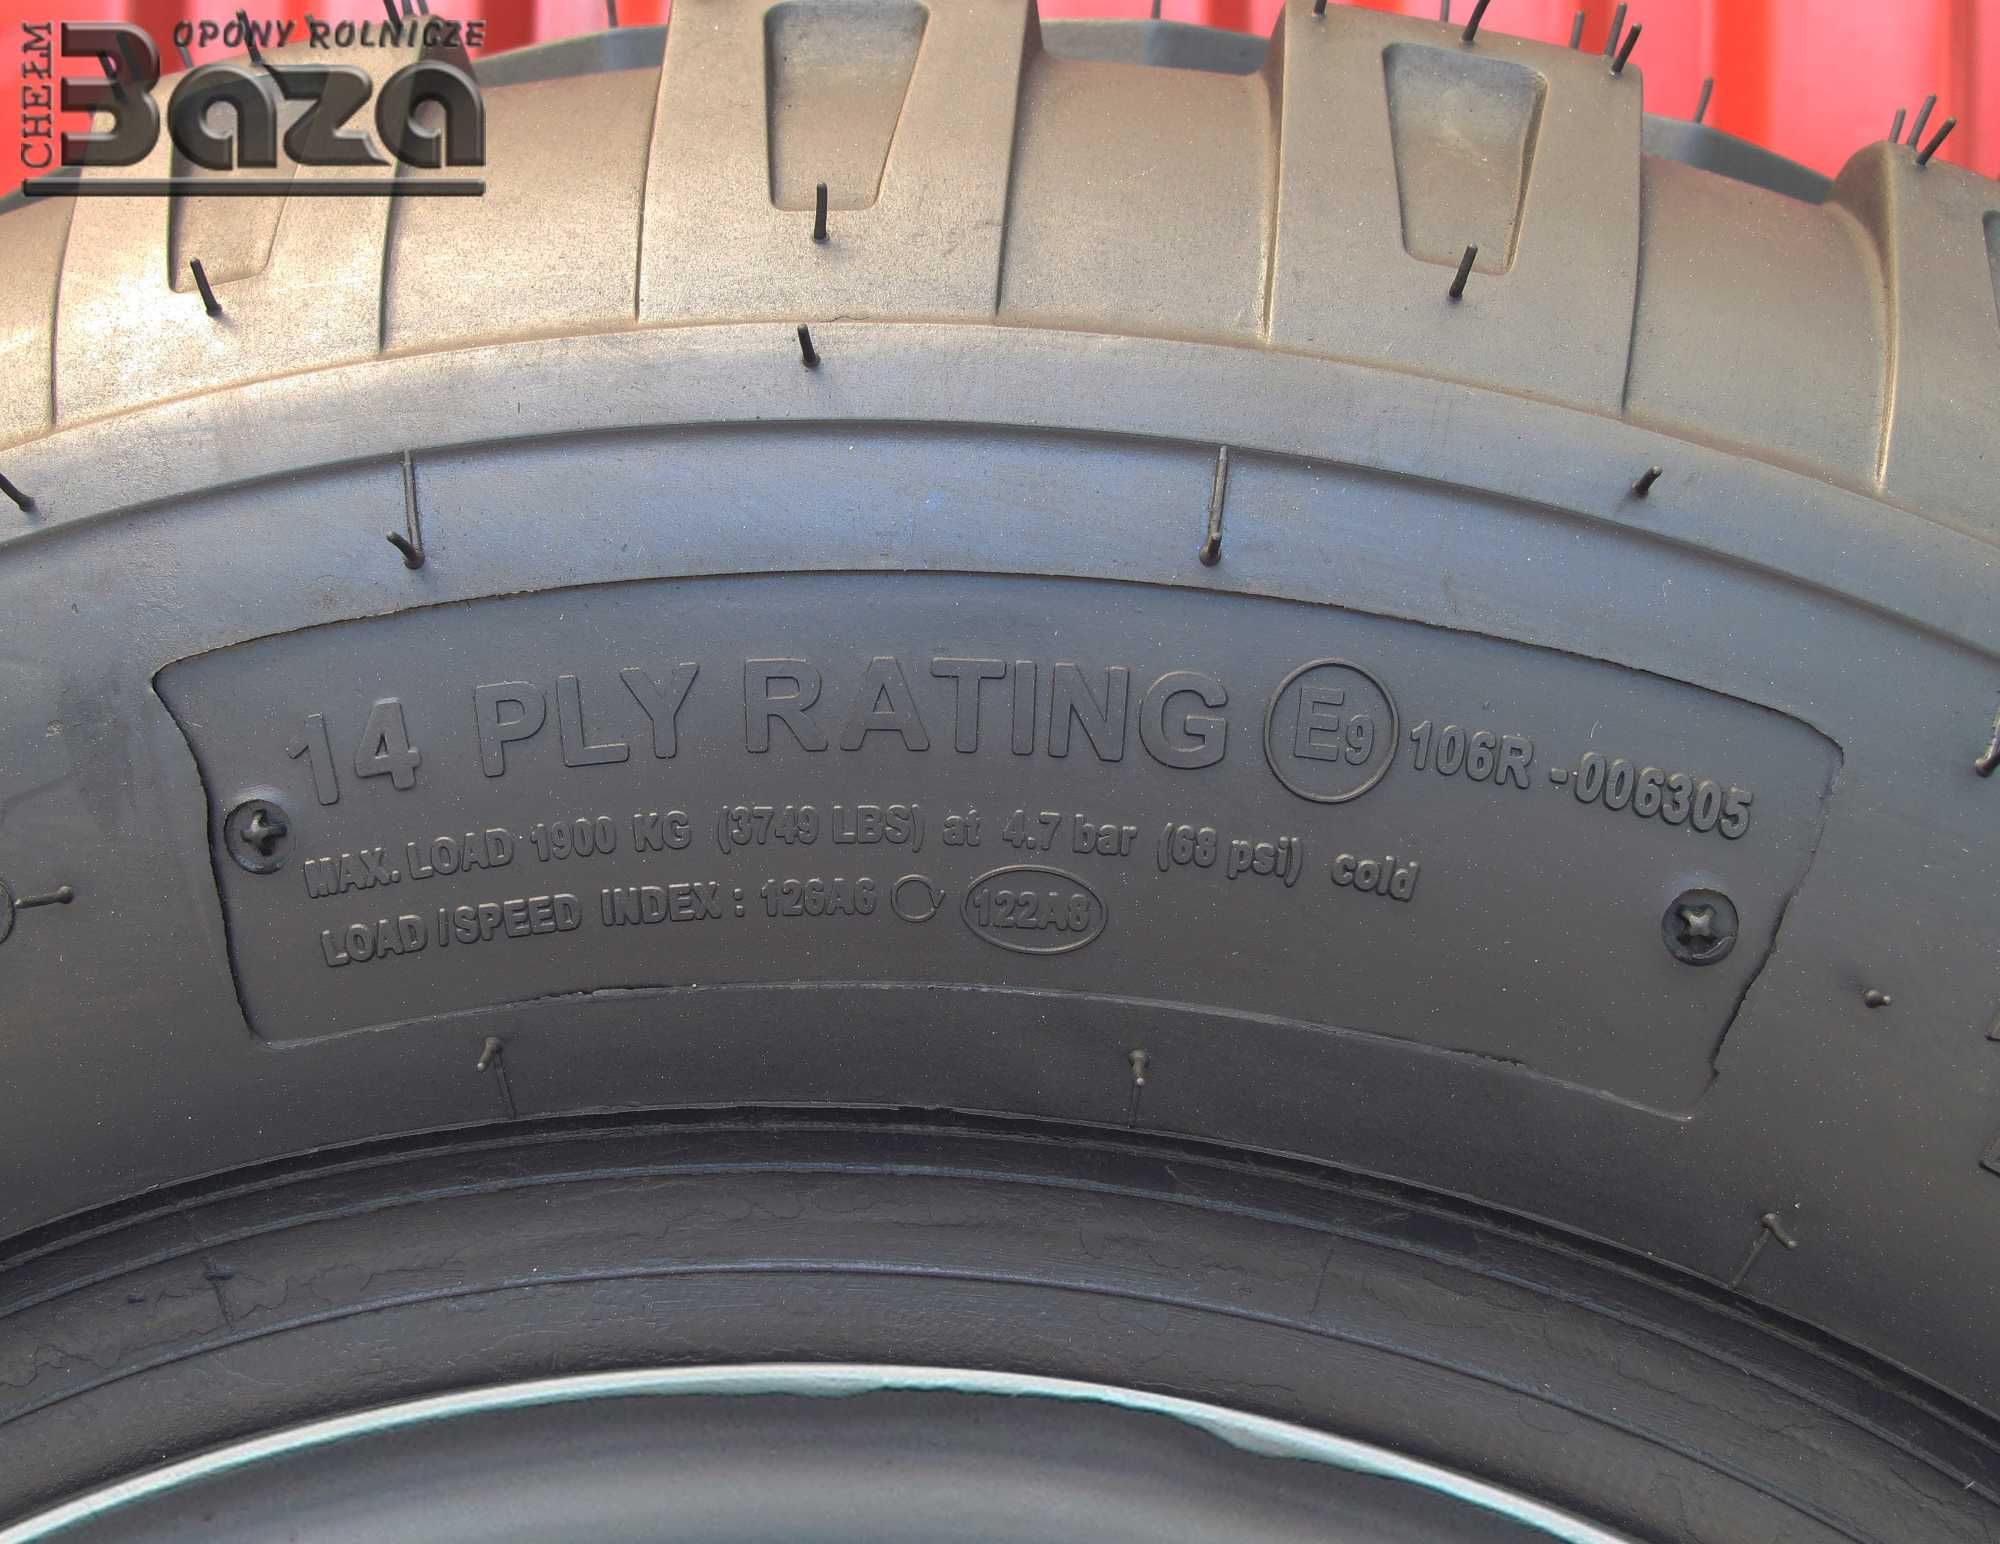 OPONY ROLNICZE
CHEŁM
Baza
14 PLY RATING E9 106R - 006305
MAX. LOAD 1900 KG (3749 LBS) at 4.7 bar (68 psi) cold
LOAD / SPEED INDEX : 126A6 122A8